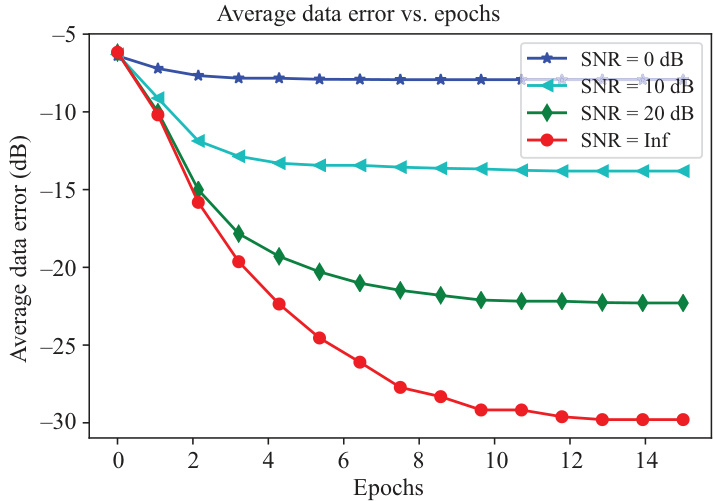 Average data error vs. epochs
Average data error (dB)
–5
–10
–15
–20
–25
–30
SNR = 0 dB
SNR = 10 dB
SNR = 20 dB
SNR = Inf
0 2 4 6 8 10 12 14
Epochs